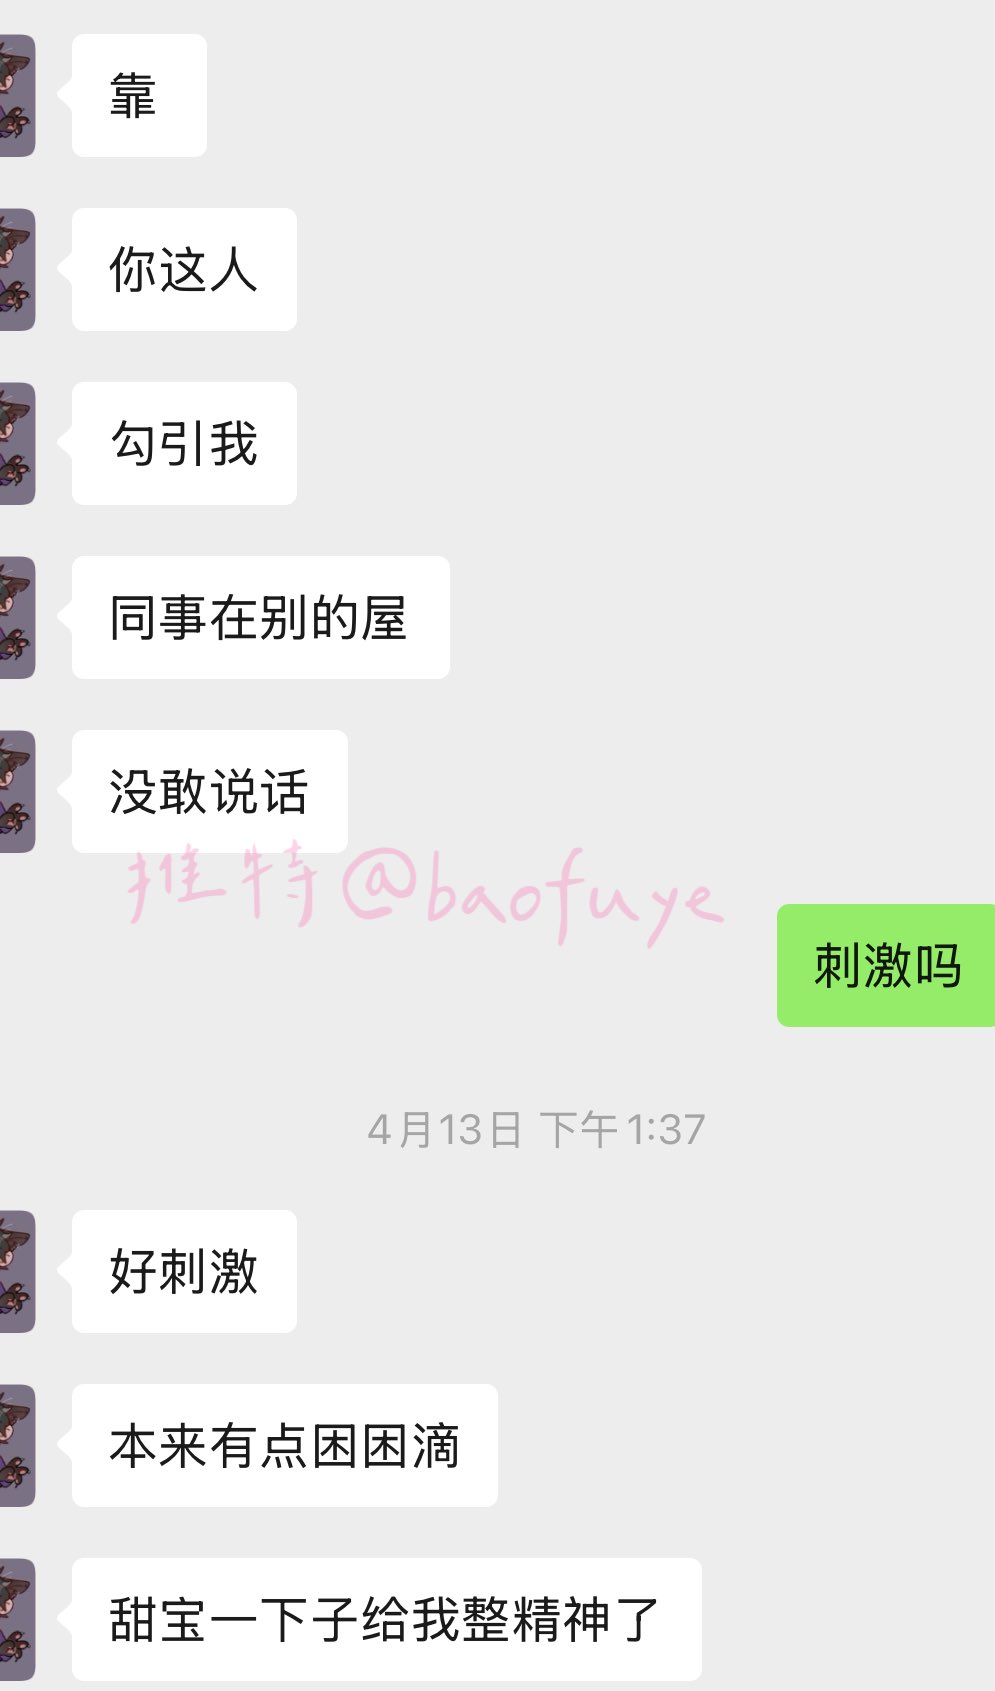 靠
你这人
勾引我
同事在别的屋
没敢说话
推特@baofuye
刺激吗
4月13日 下午1:37
好刺激
本来有点困困滴
甜宝一下子给我整精神了